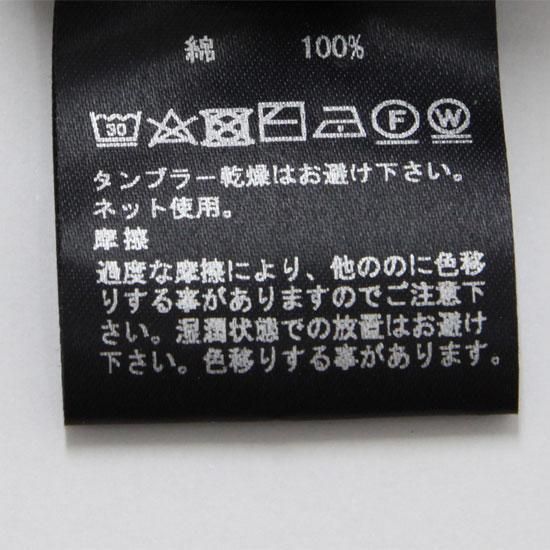 綿 100%
30 F W
タンブラー乾燥はお避け下さい。
ネット使用。
摩擦
過度な摩擦により、他ののに色移
りする事がありますのでご注意下
さい。湿潤状態での放置はお避け
下さい。色移りする事があります。